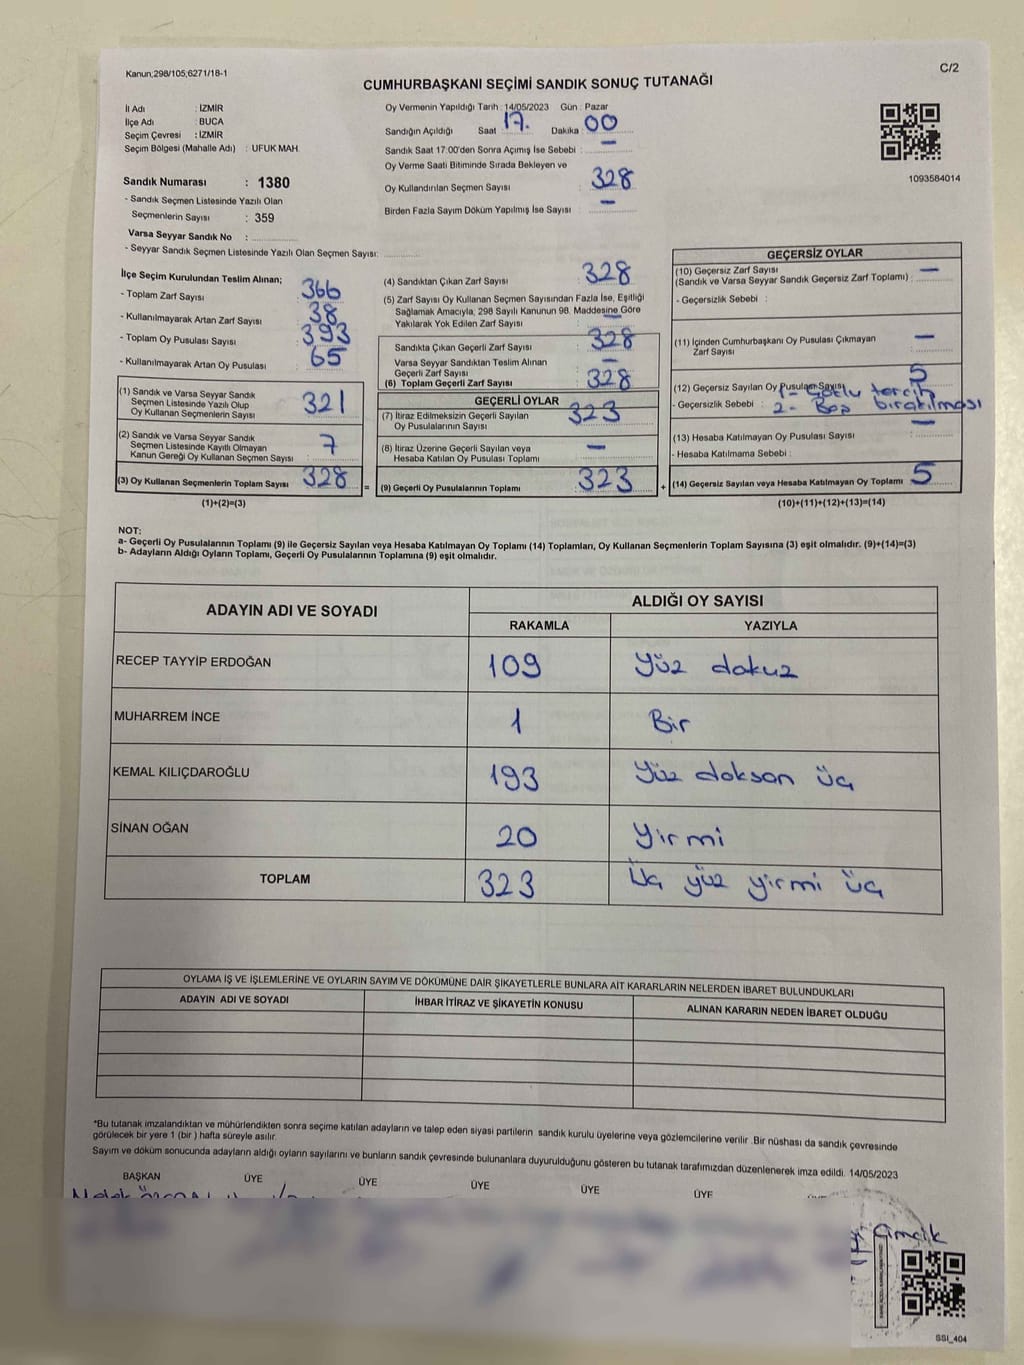 Kanun;298/105;6271/18-1
C/2
CUMHURBAŞKANI SEÇİMİ SANDIK SONUÇ TUTANAĞI
İl Adı : İZMİR
İlçe Adı : BUCA
Seçim Çevresi : İZMİR
Seçim Bölgesi (Mahalle Adı) : UFUK MAH.
Sandık Numarası : 1380
- Sandık Seçmen Listesinde Yazılı Olan
Seçmenlerin Sayısı : 359
Varsa Seyyar Sandık No :
- Seyyar Sandık Seçmen Listesinde Yazılı Olan Seçmen Sayısı:
Oy Vermenin Yapıldığı Tarih : 14/05/2023 Gün : Pazar
Sandığın Açıldığı Saat 17. Dakika 00
Sandık Saat 17:00'den Sonra Açımış İse Sebebi : —
Oy Verme Saati Bitiminde Sırada Bekleyen ve
Oy Kullandırılan Seçmen Sayısı : 328
Birden Fazla Sayım Döküm Yapılmış İse Sayısı : —
1093584014
İlçe Seçim Kurulundan Teslim Alınan;
- Toplam Zarf Sayısı : 366
- Kullanılmayarak Artan Zarf Sayısı : 38
- Toplam Oy Pusulası Sayısı : 393
- Kullanılmayarak Artan Oy Pusulası : 65
(1) Sandık ve Varsa Seyyar Sandık
Seçmen Listesinde Yazılı Olup
Oy Kullanan Seçmenlerin Sayısı 321
(2) Sandık ve Varsa Seyyar Sandık
Seçmen Listesinde Kayıtlı Olmayan
Kanun Gereği Oy Kullanan Seçmen Sayısı 7
(3) Oy Kullanan Seçmenlerin Toplam Sayısı 328 =
(1)+(2)=(3)
(4) Sandıktan Çıkan Zarf Sayısı : 328
(5) Zarf Sayısı Oy Kullanan Seçmen Sayısından Fazla İse, Eşitliği
Sağlamak Amacıyla, 298 Sayılı Kanunun 98. Maddesine Göre
Yakılarak Yok Edilen Zarf Sayısı : —
Sandıkta Çıkan Geçerli Zarf Sayısı : 328
Varsa Seyyar Sandıktan Teslim Alınan
Geçerli Zarf Sayısı : —
(6) Toplam Geçerli Zarf Sayısı : 328
GEÇERLİ OYLAR
(7) İtiraz Edilmeksizin Geçerli Sayılan
Oy Pusulalarının Sayısı : 323
(8) İtiraz Üzerine Geçerli Sayılan veya
Hesaba Katılan Oy Pusulası Toplamı : —
(9) Geçerli Oy Pusulalarının Toplamı : 323 +
GEÇERSİZ OYLAR
(10) Geçersiz Zarf Sayısı —
(Sandık ve Varsa Seyyar Sandık Geçersiz Zarf Toplamı) :
- Geçersizlik Sebebi :
(11) İçinden Cumhurbaşkanı Oy Pusulası Çıkmayan
Zarf Sayısı —
(12) Geçersiz Sayılan Oy Pusulası Sayısı 5
1- tercih
- Geçersizlik Sebebi : 2- Boş bırakılması
(13) Hesaba Katılmayan Oy Pusulası Sayısı —
- Hesaba Katılmama Sebebi :
(14) Geçersiz Sayılan veya Hesaba Katılmayan Oy Toplamı 5
(10)+(11)+(12)+(13)=(14)
NOT:
a- Geçerli Oy Pusulalarının Toplamı (9) ile Geçersiz Sayılan veya Hesaba Katılmayan Oy Toplamı (14) Toplamları, Oy Kullanan Seçmenlerin Toplam Sayısına (3) eşit olmalıdır. (9)+(14)=(3)
b- Adayların Aldığı Oyların Toplamı, Geçerli Oy Pusulalarının Toplamına (9) eşit olmalıdır.
ADAYIN ADI VE SOYADI ALDIĞI OY SAYISI
RAKAMLA YAZIYLA
RECEP TAYYİP ERDOĞAN 109 Yüz dokuz
MUHARREM İNCE 1 Bir
KEMAL KILIÇDAROĞLU 193 Yüz dokson üç
SİNAN OĞAN 20 Yirmi
TOPLAM 323 Üç yüz yirmi üç
OYLAMA İŞ VE İŞLEMLERİNE VE OYLARIN SAYIM VE DÖKÜMÜNE DAİR ŞİKAYETLERLE BUNLARA AİT KARARLARIN NELERDEN İBARET BULUNDUKLARI
ADAYIN ADI VE SOYADI İHBAR İTİRAZ VE ŞİKAYETİN KONUSU ALINAN KARARIN NEDEN İBARET OLDUĞU
*Bu tutanak imzalandıktan ve mühürlendikten sonra seçime katılan adayların ve talep eden siyasi partilerin sandık kurulu üyelerine veya gözlemcilerine verilir. Bir nüshası da sandık çevresinde
görülecek bir yere 1 (bir) hafta süreyle asılır.
Sayım ve döküm sonucunda adayların aldığı oyların sayılarını ve bunların sandık çevresinde bulunanlara duyurulduğunu gösteren bu tutanak tarafımızdan düzenlenerek imza edildi. 14/05/2023
BAŞKAN ÜYE ÜYE ÜYE ÜYE ÜYE
SSI_404